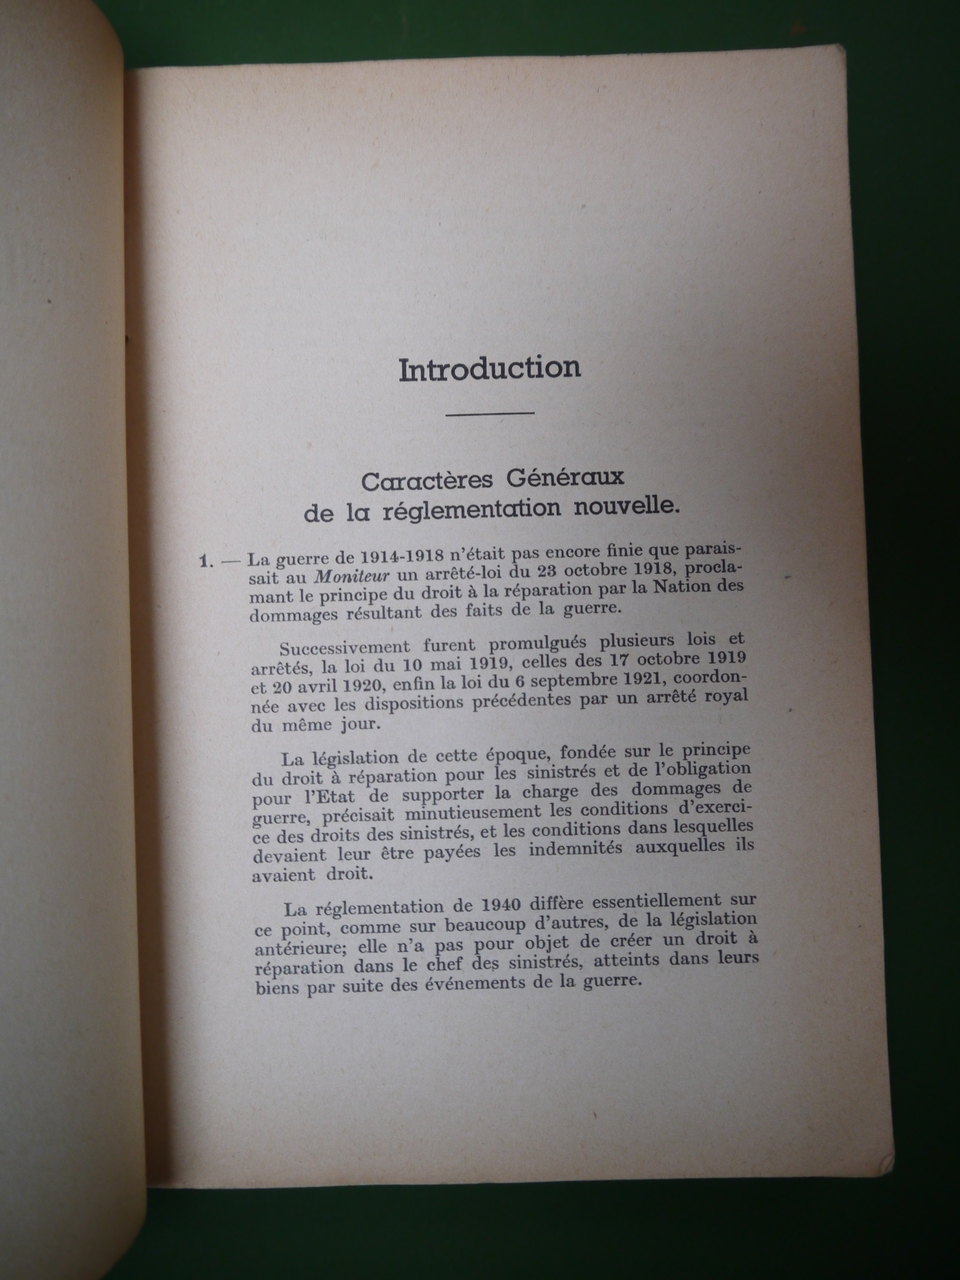 Introduction
Caractères Généraux
de la réglementation nouvelle.
1. — La guerre de 1914-1918 n'était pas encore finie que parais-
sait au Moniteur un arrêté-loi du 23 octobre 1918, procla-
mant le principe du droit à la réparation par la Nation des
dommages résultant des faits de la guerre.
Successivement furent promulgués plusieurs lois et
arrêtés, la loi du 10 mai 1919, celles des 17 octobre 1919
et 20 avril 1920, enfin la loi du 6 septembre 1921, coordon-
née avec les dispositions précédentes par un arrêté royal
du même jour.
La législation de cette époque, fondée sur le principe
du droit à réparation pour les sinistrés et de l'obligation
pour l'Etat de supporter la charge des dommages de
guerre, précisait minutieusement les conditions d'exerci-
ce des droits des sinistrés, et les conditions dans lesquelles
devaient leur être payées les indemnités auxquelles ils
avaient droit.
La réglementation de 1940 diffère essentiellement sur
ce point, comme sur beaucoup d'autres, de la législation
antérieure; elle n'a pas pour objet de créer un droit à
réparation dans le chef des sinistrés, atteints dans leurs
biens par suite des événements de la guerre.